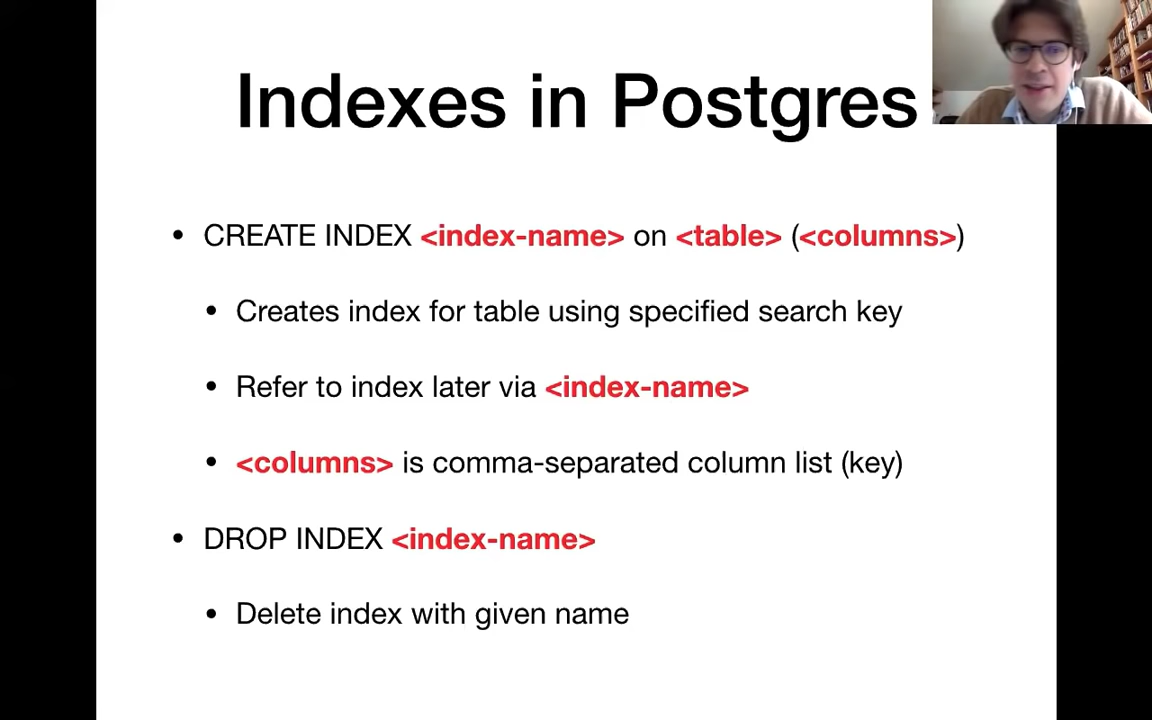 Indexes in Postgres
• CREATE INDEX <index-name> on <table> (<columns>)
• Creates index for table using specified search key
• Refer to index later via <index-name>
• <columns> is comma-separated column list (key)
• DROP INDEX <index-name>
• Delete index with given name